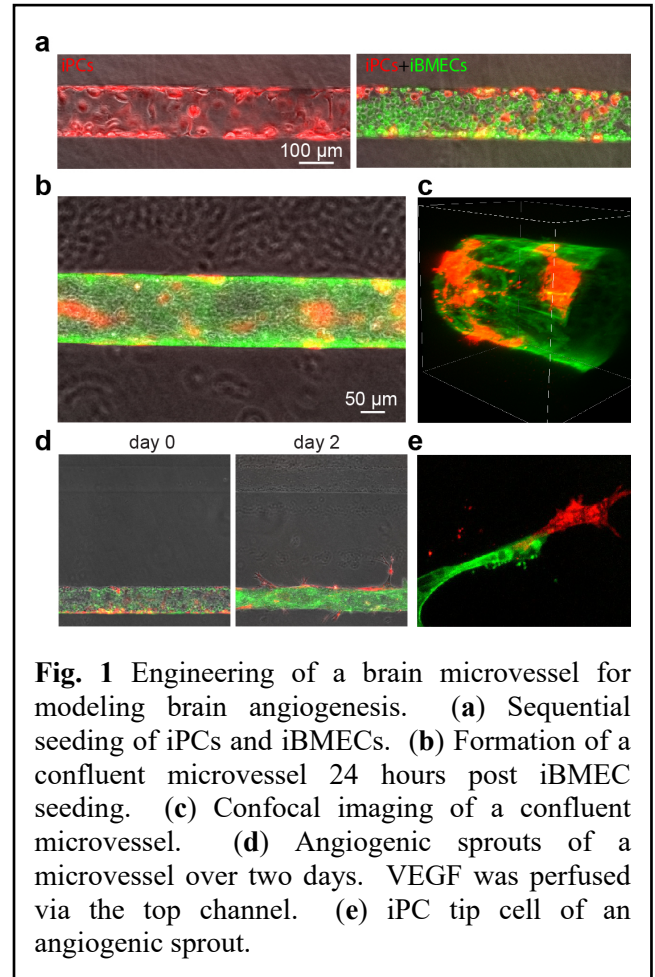 a
iPCs
iPCs+iBMECs
100 µm
b
c
50 µm
d
day 0
day 2
e
Fig. 1 Engineering of a brain microvessel for
modeling brain angiogenesis. (a) Sequential
seeding of iPCs and iBMECs. (b) Formation of a
confluent microvessel 24 hours post iBMEC
seeding. (c) Confocal imaging of a confluent
microvessel. (d) Angiogenic sprouts of a
microvessel over two days. VEGF was perfused
via the top channel. (e) iPC tip cell of an
angiogenic sprout.